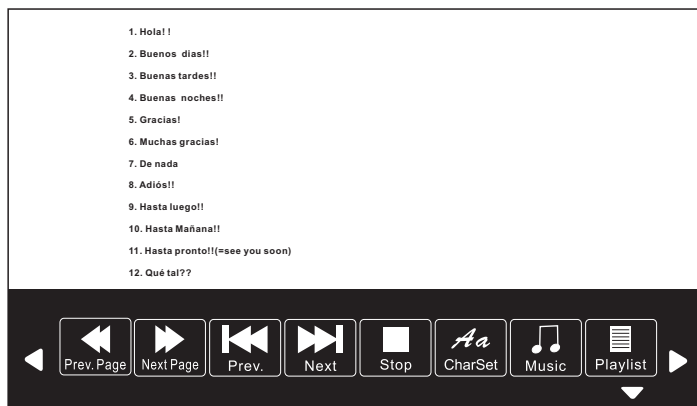 1. Hola! !
2. Buenos dias!!
3. Buenas tardes!!
4. Buenas noches!!
5. Gracias!
6. Muchas gracias!
7. De nada
8. Adiós!!
9. Hasta luego!!
10. Hasta Mañana!!
11. Hasta pronto!!(=see you soon)
12. Qué tal??
Prev. Page Next Page Prev. Next Stop Aa CharSet Music Playlist